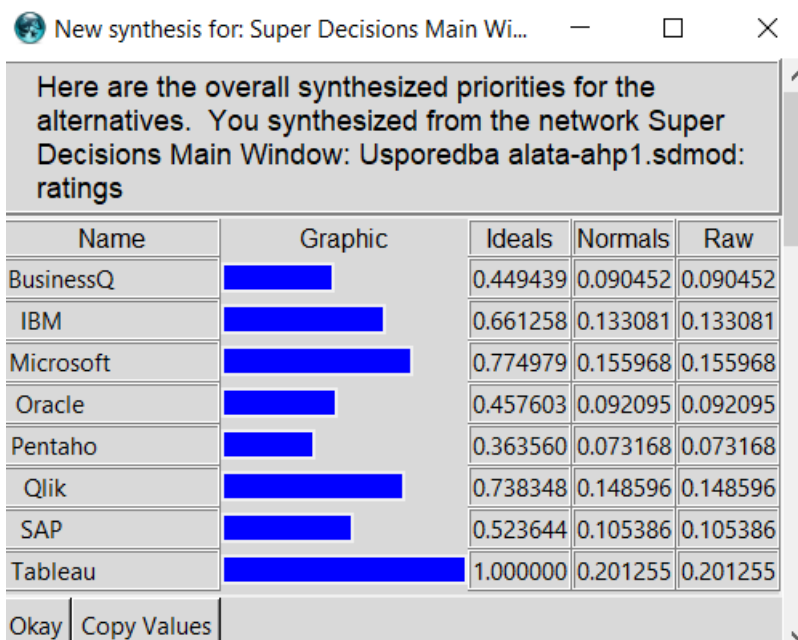 New synthesis for: Super Decisions Main Wi...
Here are the overall synthesized priorities for the
alternatives. You synthesized from the network Super
Decisions Main Window: Usporedba alata-ahp1.sdmod:
ratings
Name Graphic Ideals Normals Raw
BusinessQ 0.449439 0.090452 0.090452
IBM 0.661258 0.133081 0.133081
Microsoft 0.774979 0.155968 0.155968
Oracle 0.457603 0.092095 0.092095
Pentaho 0.363560 0.073168 0.073168
Qlik 0.738348 0.148596 0.148596
SAP 0.523644 0.105386 0.105386
Tableau 1.000000 0.201255 0.201255
Okay Copy Values